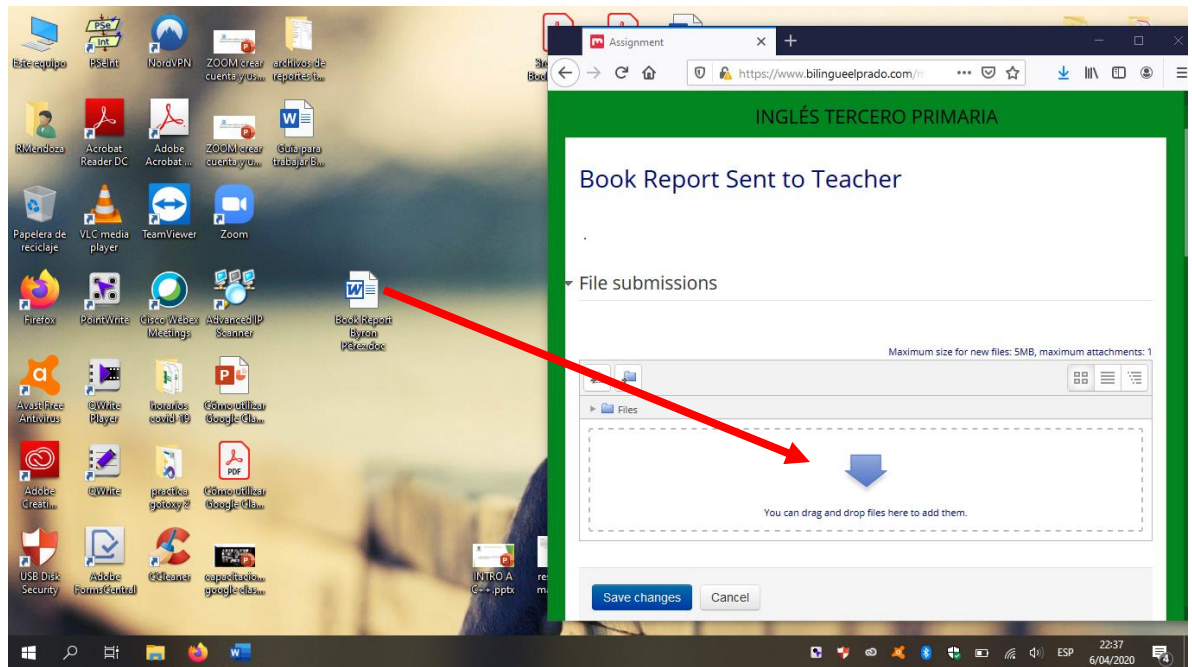 Este equipo
PSeInt
NordVPN
ZOOM crear
cuenta y us...
archivos de
reportes t...
RMendoza
Acrobat
Reader DC
Adobe
Acrobat ...
ZOOM crear
cuenta y u...
Guia para
trabajar B...
Papelera de
reciclaje
VLC media
player
TeamViewer
Zoom
Firefox
PointWrite
Cisco Webex
Meetings
Advanced IP
Scanner
Book Report
Byron
Pérez.doc
Avast Free
Antivirus
QWrite
Player
horarios
covid-19
Cómo utilizar
Google Cla...
Adobe
Creati...
QWrite
practica
gotoxy 2
PDF
Cómo utilizar
Google Cla...
USB Disk
Security
Adobe
FormsCentral
CCleaner
capacitacio...
google clas...
INTRO A
C++.pptx
Assignment
https://www.bilingueelprado.com/m
INGLÉS TERCERO PRIMARIA
Book Report Sent to Teacher
.
File submissions
Maximum size for new files: 5MB, maximum attachments: 1
Files
You can drag and drop files here to add them.
Save changes
Cancel
ESP
22:37
6/04/2020
4